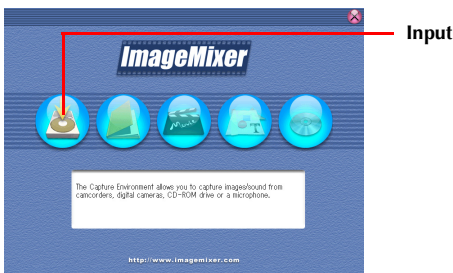 ImageMixer
Input
Movie
The Capture Environment allows you to capture images/sound from
camcorders, digital cameras, CD-ROM drive or a microphone.
http://www.imagemixer.com